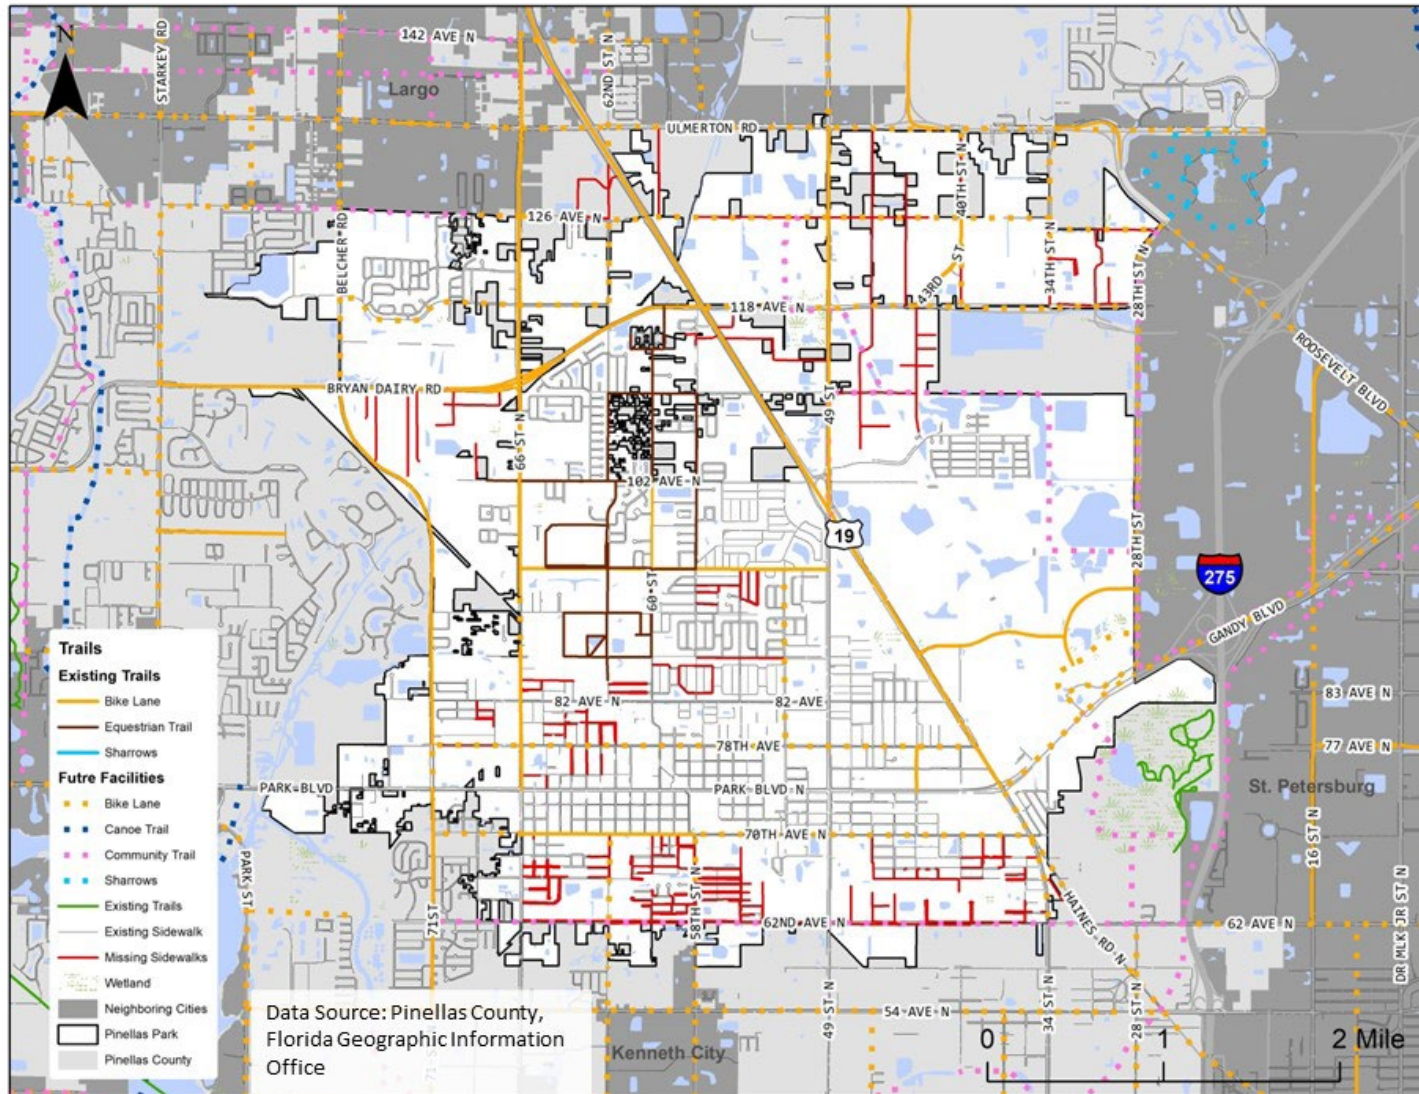 142 AVE N
STARKEY RD
62ND ST N
N
Largo
ULMERTON RD
40TH ST N
126 AVE N
BELCHER RD
34TH ST N
28TH ST N
43RD ST
118 AVE N
ROOSEVELT BLVD
BRYAN DAIRY RD
49 ST
66 ST N
102 AVE N
19
28TH ST
275
60 ST
GANDY BLVD
82 AVE N
82 AVE
83 AVE N
78TH AVE
77 AVE N
PARK BLVD
PARK BLVD N
St. Petersburg
70TH AVE N
16 ST N
PARK ST
71ST
58TH ST N
62ND AVE N
HAINES RD N
62 AVE N
DR MLK JR ST N
49 ST N
34 ST N
28 ST N
54 AVE N
71 S
Kenneth City
Trails
Existing Trails
Bike Lane
Equestrian Trail
Sharrows
Futre Facilities
Bike Lane
Canoe Trail
Community Trail
Sharrows
Existing Trails
Existing Sidewalk
Missing Sidewalks
Wetland
Neighboring Cities
Pinellas Park
Pinellas County
Data Source: Pinellas County,
Florida Geographic Information
Office
0 1 2 Mile